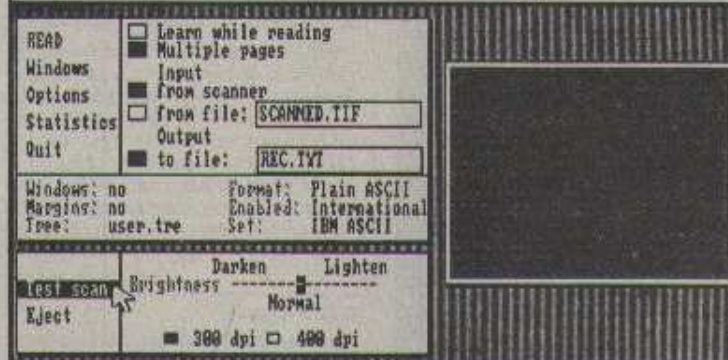 READ
Windows
Options
Statistics
Quit
Learn while reading
Multiple pages
Input
from scanner
from file: SCANNED.TIF
Output
to file: REC.TXT
Windows: no Format: Plain ASCII
Margins: no Enabled: International
Tree: user.tre Set: IBM ASCII
Test scan
Eject
Darken Lighten
Brightness
Normal
300 dpi 400 dpi